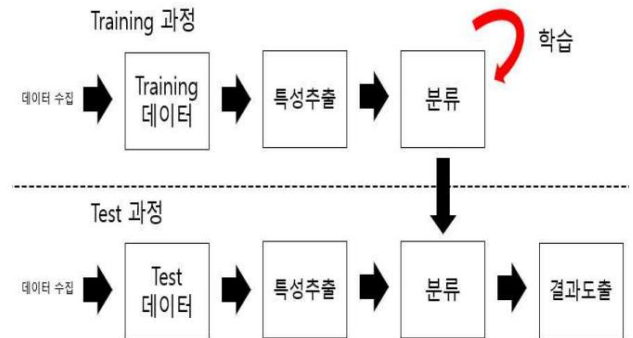 Training 과정
학습
데이터 수집
Training
데이터
특성추출
분류
Test 과정
데이터 수집
Test
데이터
특성추출
분류
결과도출